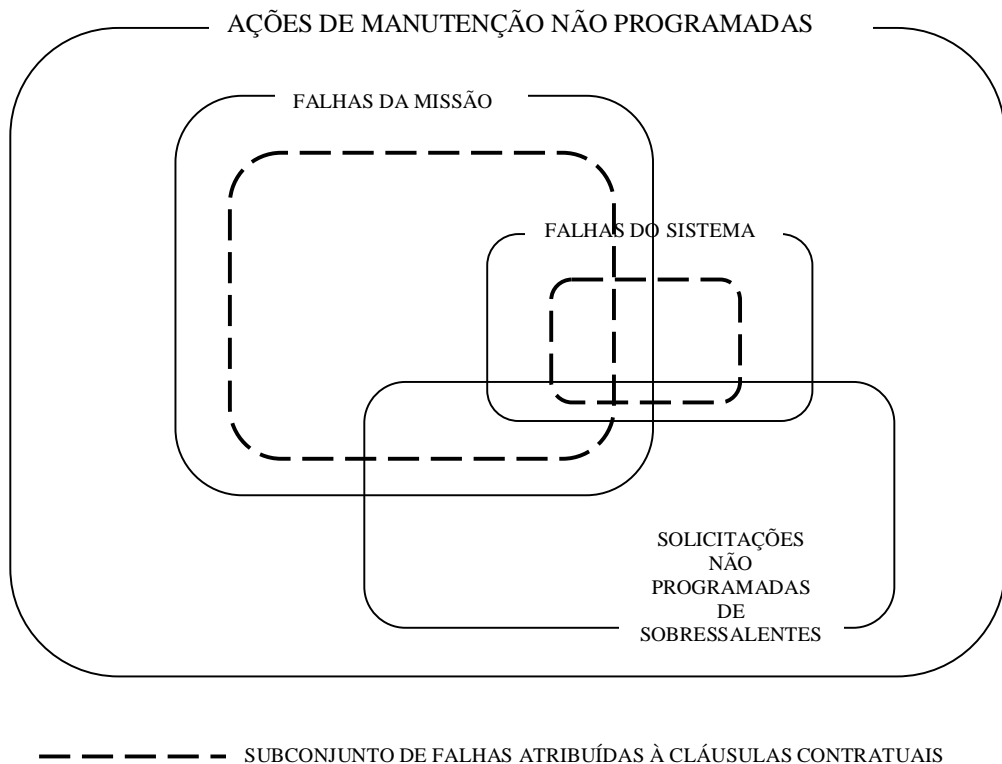 AÇÕES DE MANUTENÇÃO NÃO PROGRAMADAS
FALHAS DA MISSÃO
FALHAS DO SISTEMA
SOLICITAÇÕES
NÃO
PROGRAMADAS
DE
SOBRESSALENTES
SUBCONJUNTO DE FALHAS ATRIBUÍDAS À CLÁUSULAS CONTRATUAIS